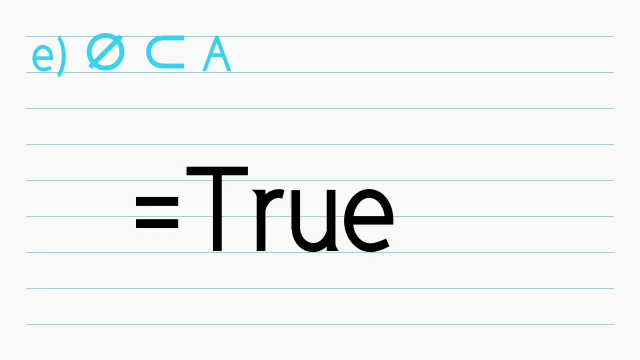 e) ∅ ⊂ A
=True